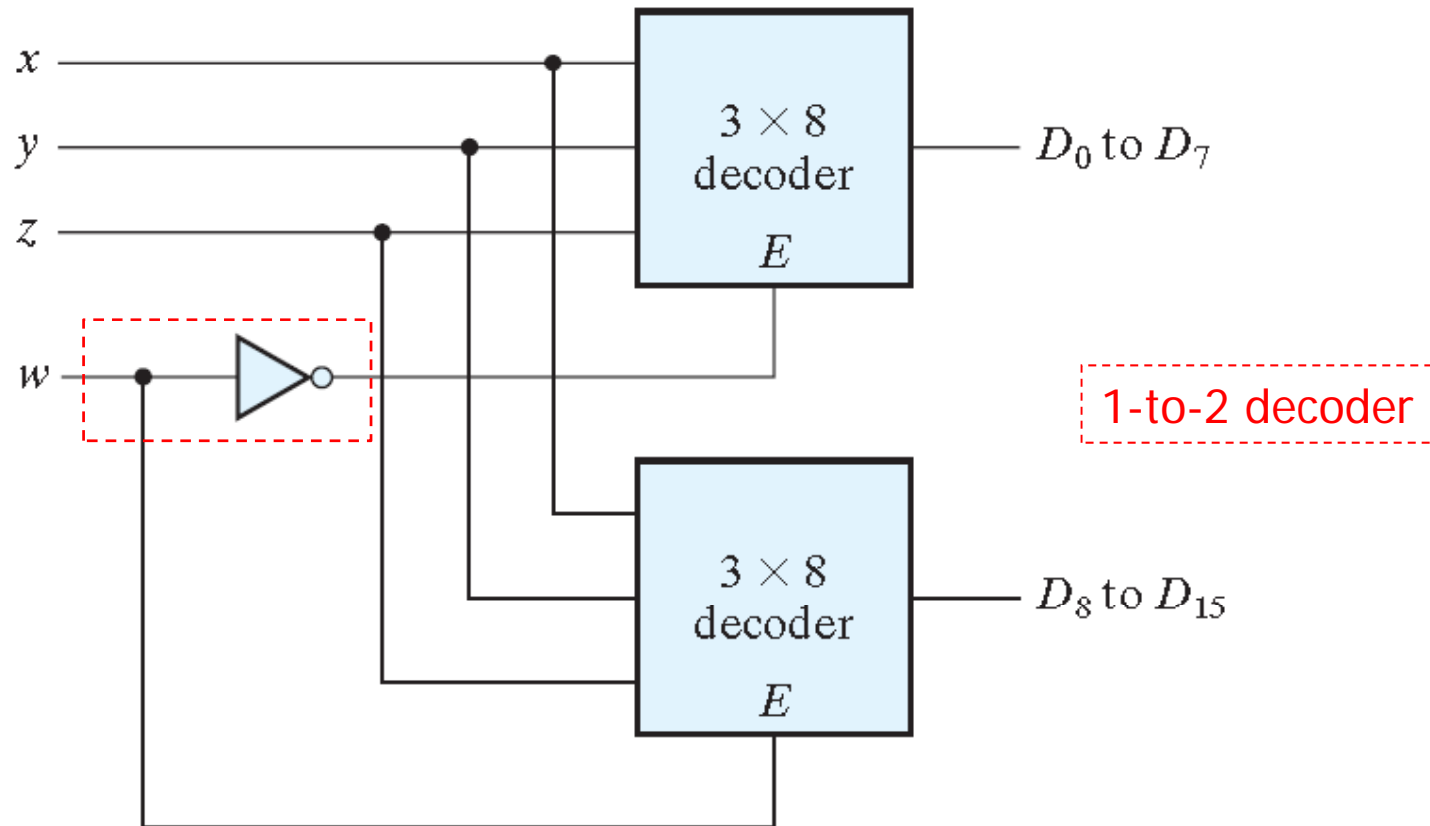 x
3 × 8
decoder
y
D₀ to D₇
z
E
w
1-to-2 decoder
3 × 8
decoder
D₈ to D₁₅
E